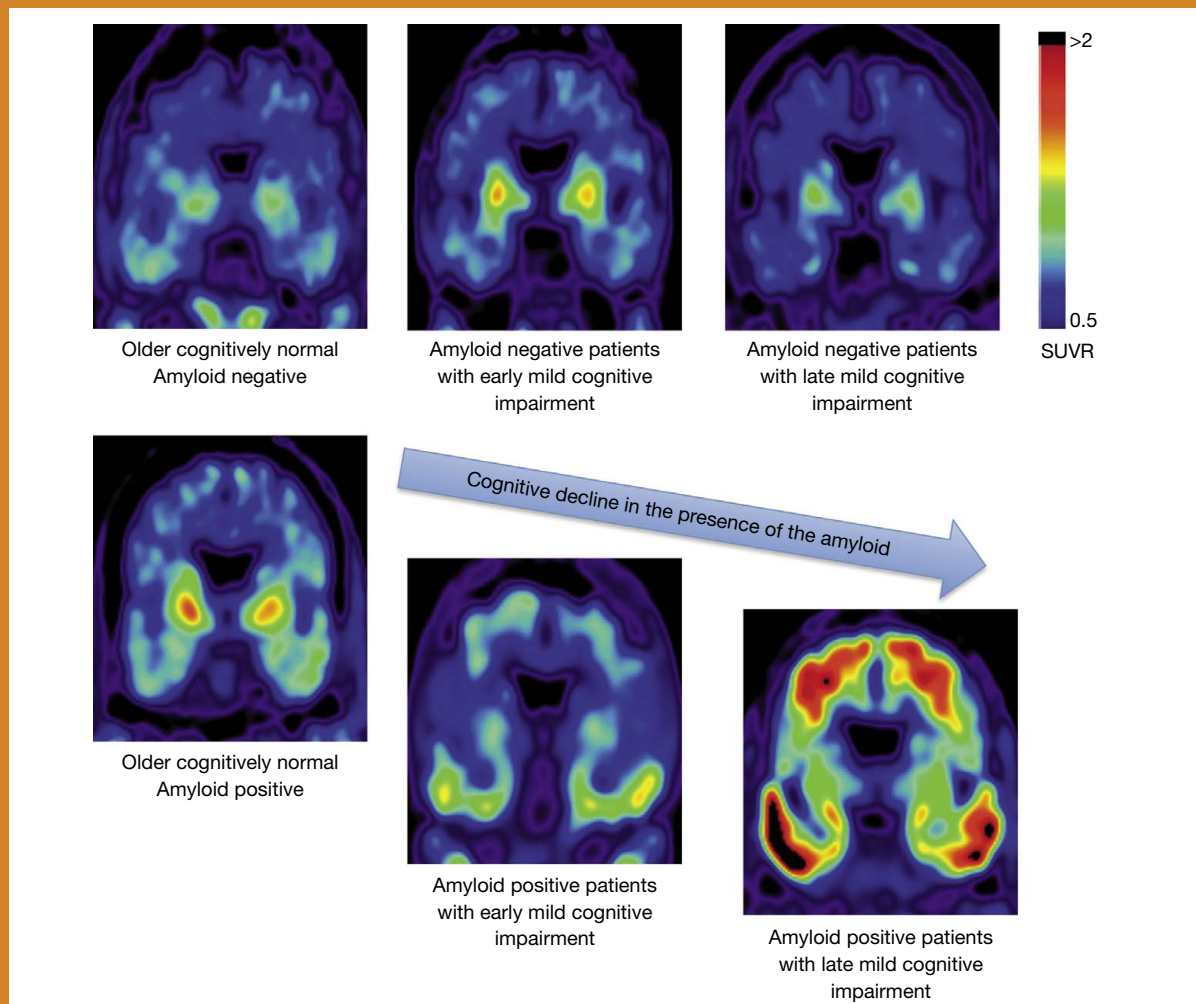 >2
0.5
SUVR
Older cognitively normal
Amyloid negative
Amyloid negative patients
with early mild cognitive
impairment
Amyloid negative patients
with late mild cognitive
impairment
Cognitive decline in the presence of the amyloid
Older cognitively normal
Amyloid positive
Amyloid positive patients
with early mild cognitive
impairment
Amyloid positive patients
with late mild cognitive
impairment